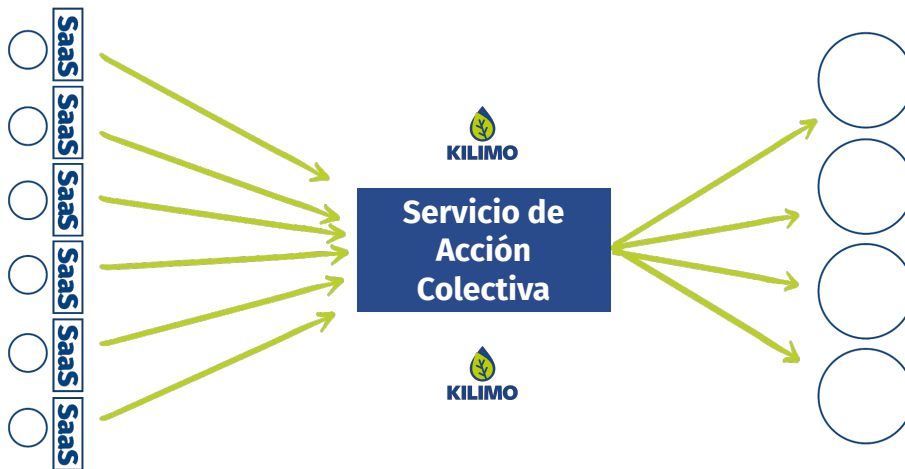 SaaS
SaaS
SaaS
SaaS
SaaS
SaaS
KILIMO
Servicio de
Acción
Colectiva
KILIMO